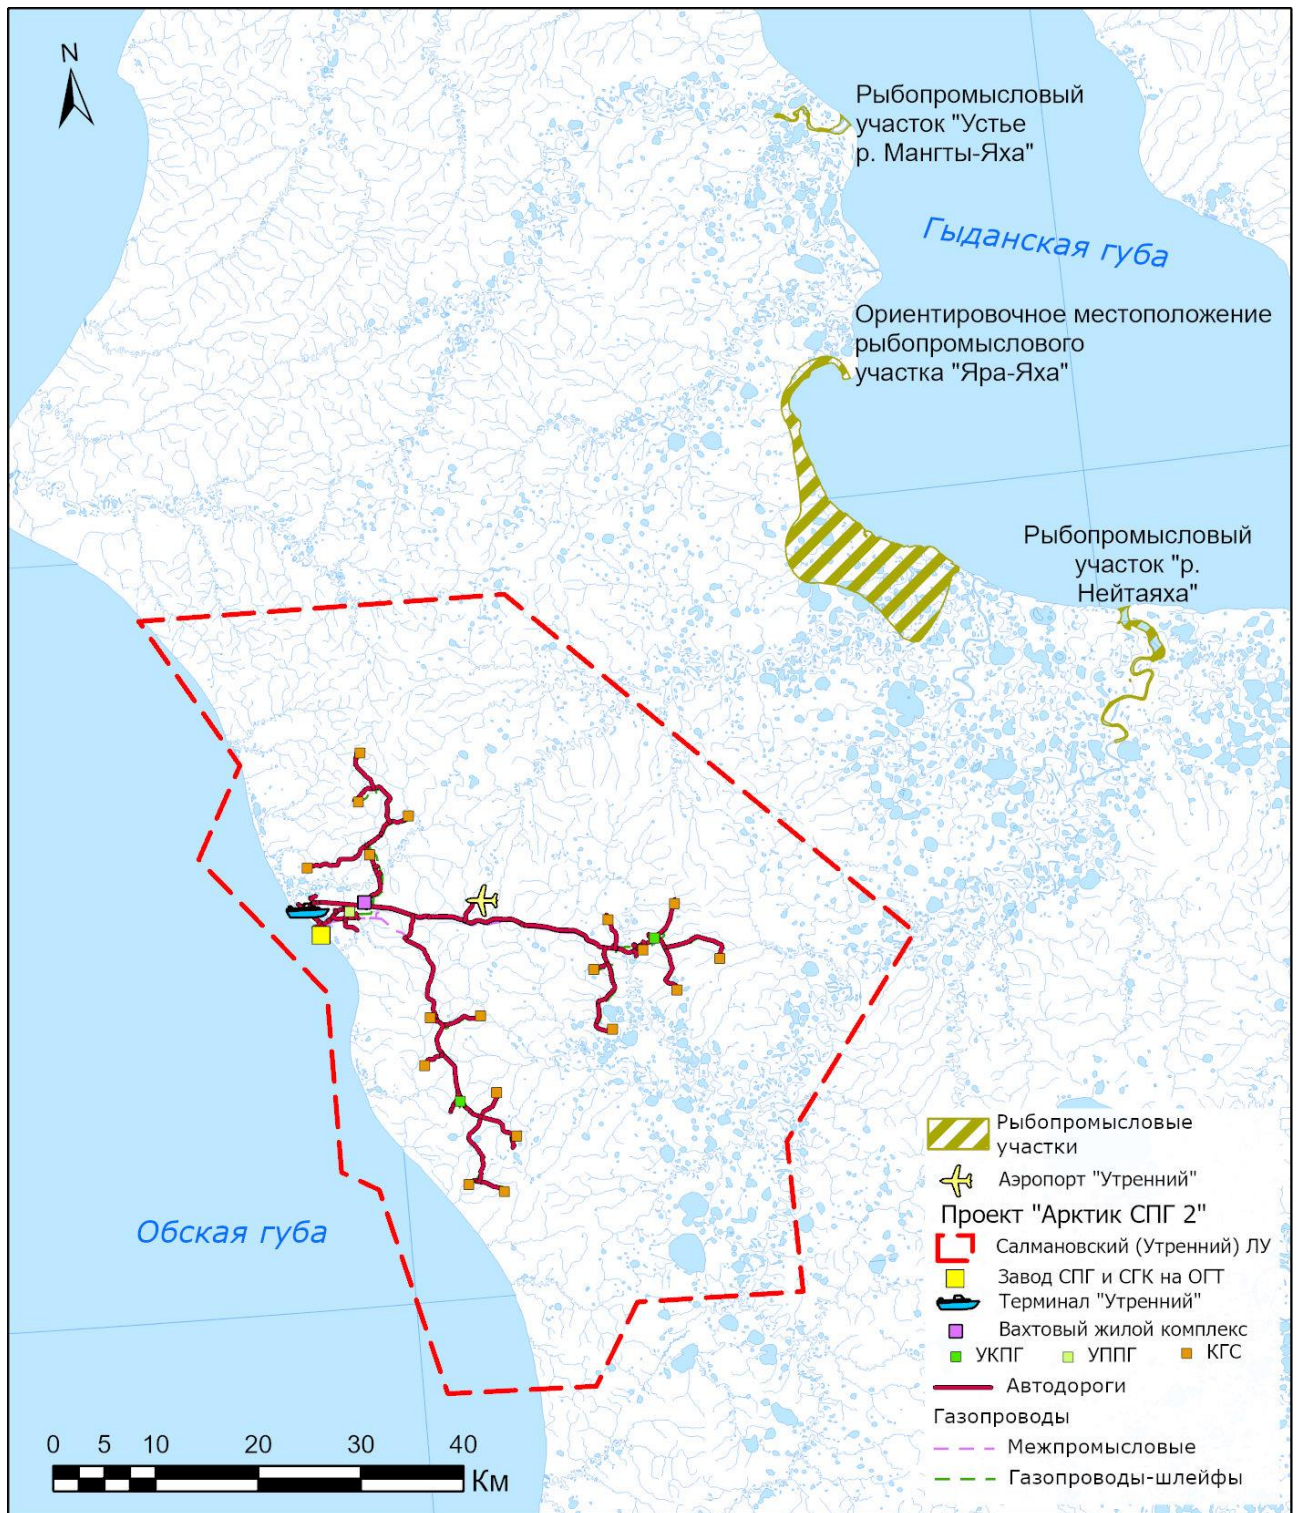 N
Рыбопромысловый
участок "Устье
р. Мангты-Яха"
Гыданская губа
Ориентировочное местоположение
рыбопромыслового
участка "Яра-Яха"
Рыбопромысловый
участок "р.
Нейтаяха"
Обская губа
Рыбопромысловые
участки
Аэропорт "Утренний"
Проект "Арктик СПГ 2"
Салмановский (Утренний) ЛУ
Завод СПГ и СГК на ОГТ
Терминал "Утренний"
Вахтовый жилой комплекс
УКПГ УППГ КГС
Автодороги
Газопроводы
Межпромысловые
Газопроводы-шлейфы
0 5 10 20 30 40
Км